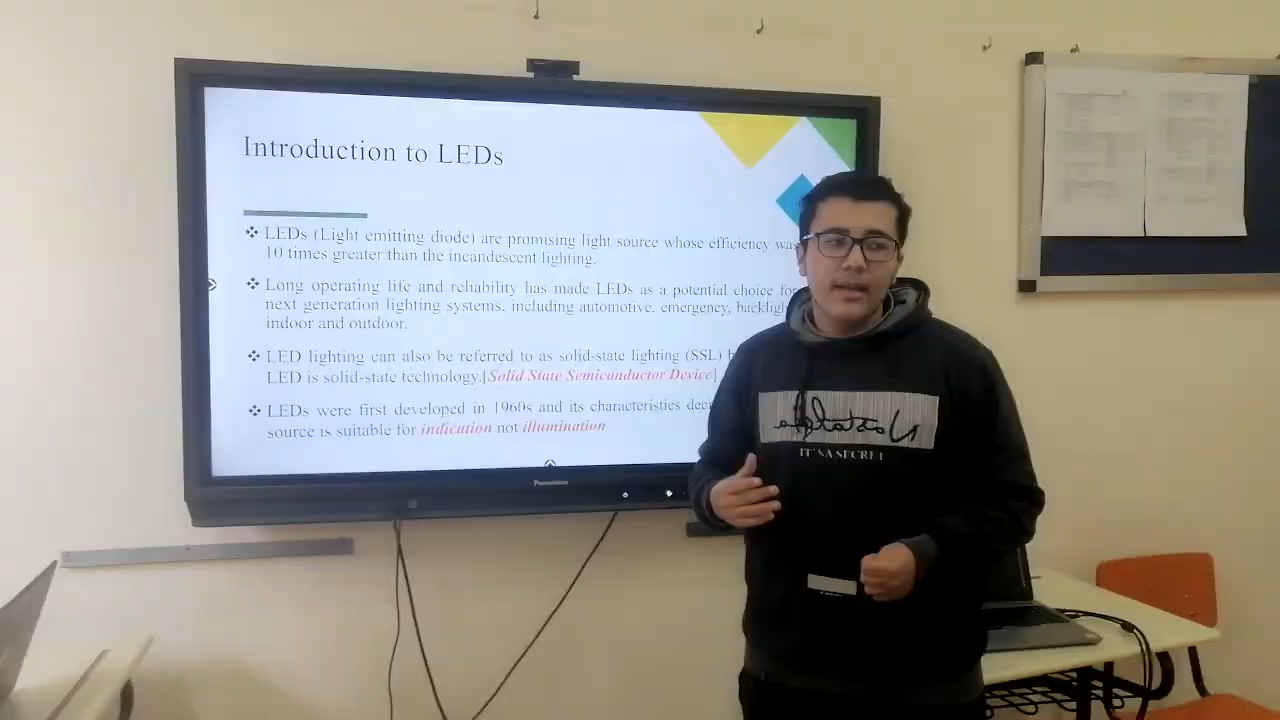 Introduction to LEDs
❖ LEDs (Light emitting diode) are promising light source whose efficiency was
10 times greater than the incandescent lighting.
❖ Long operating life and reliability has made LEDs as a potential choice for
next generation lighting systems, including automotive. emergency, backlight
indoor and outdoor.
❖ LED lighting can also be referred to as solid-state lighting (SSL)
LED is solid-state technology.[Solid State Semiconductor Device]
❖ LEDs were first developed in 1960s and its characteristics
source is suitable for indication not illumination
Promethean
Nostalgia
IT'S A SECRET